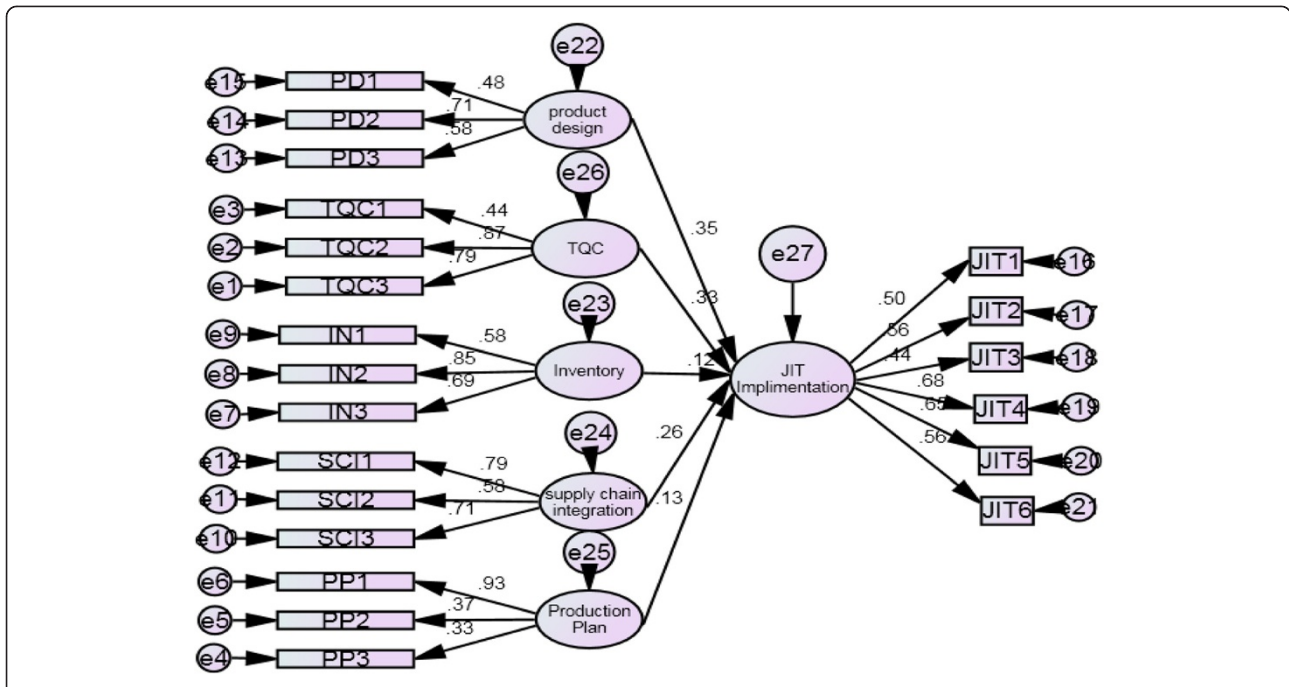 e22
e15
PD1
.48
e14
PD2
.71
product
design
e13
PD3
.58
e26
e3
TQC1
.44
.35
e2
TQC2
.87
TQC
e27
e1
TQC3
.79
.33
e23
JIT1
e16
.50
e9
IN1
.58
JIT2
e17
.56
e8
IN2
.85
Inventory
.12
JIT
Implimentation
.44
JIT3
e18
e7
IN3
.69
.68
JIT4
e19
.65
e24
.26
.56
e12
SCI1
.79
JIT5
e20
e11
SCI2
.58
supply chain
integration
.13
JIT6
e21
e10
SCI3
.71
e25
e6
PP1
.93
e5
PP2
.37
Production
Plan
e4
PP3
.33